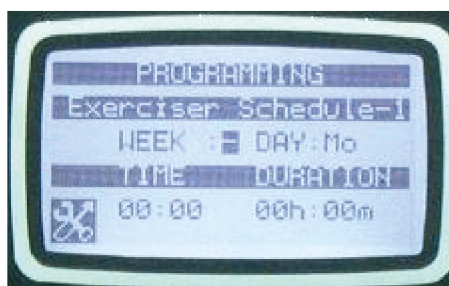 PROGRAMMING
Exerciser Schedule-1
WEEK :- DAY:Mo
TIME DURATION
00:00 00h:00m